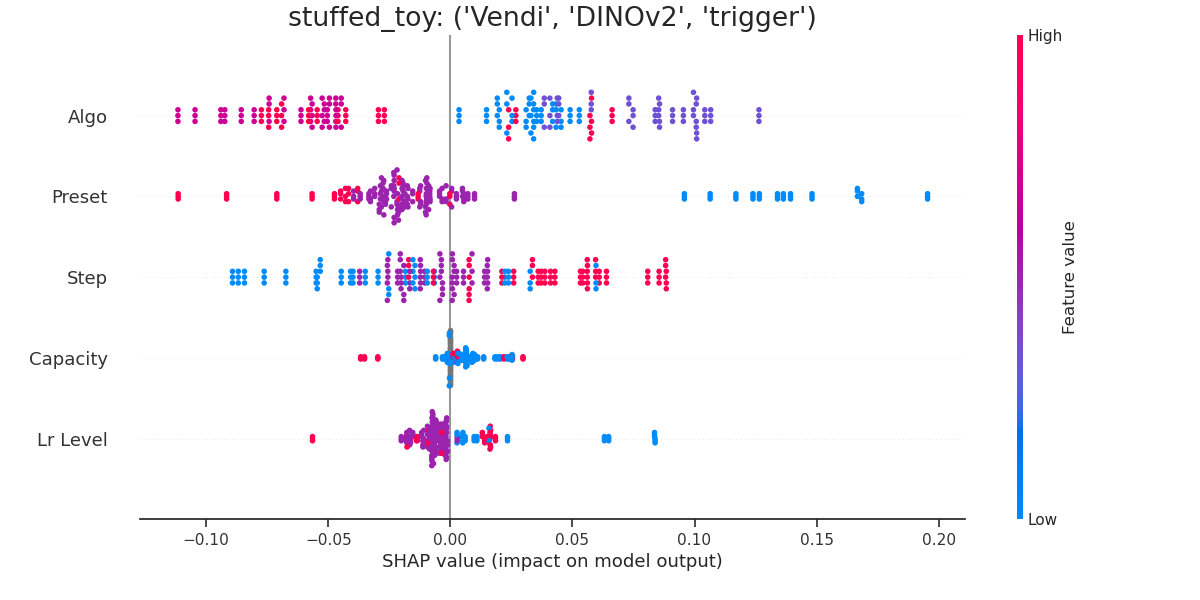 stuffed_toy: ('Vendi', 'DINOv2', 'trigger')
High
Algo
Preset
Step
Capacity
Lr Level
Feature value
Low
−0.10 −0.05 0.00 0.05 0.10 0.15 0.20
SHAP value (impact on model output)